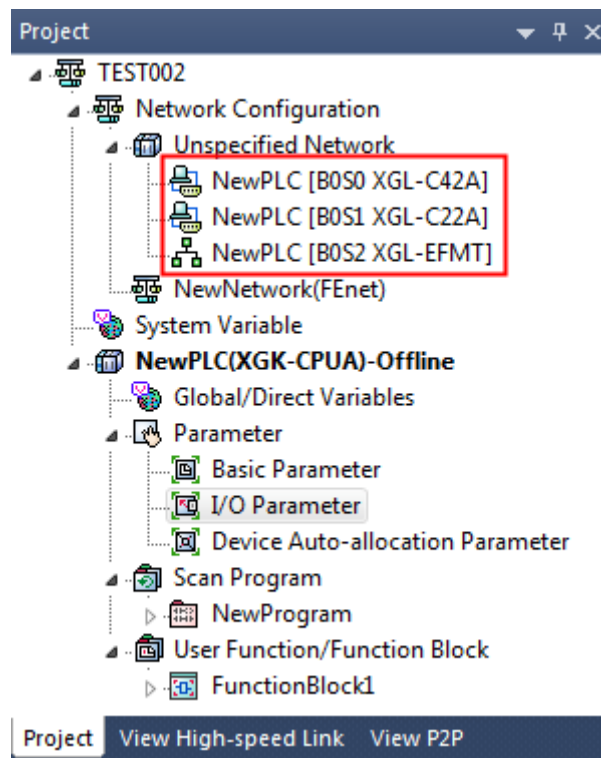 Project
TEST002
Network Configuration
Unspecified Network
NewPLC [B0S0 XGL-C42A]
NewPLC [B0S1 XGL-C22A]
NewPLC [B0S2 XGL-EFMT]
NewNetwork(FEnet)
System Variable
NewPLC(XGK-CPUA)-Offline
Global/Direct Variables
Parameter
Basic Parameter
I/O Parameter
Device Auto-allocation Parameter
Scan Program
NewProgram
User Function/Function Block
FunctionBlock1
Project View High-speed Link View P2P